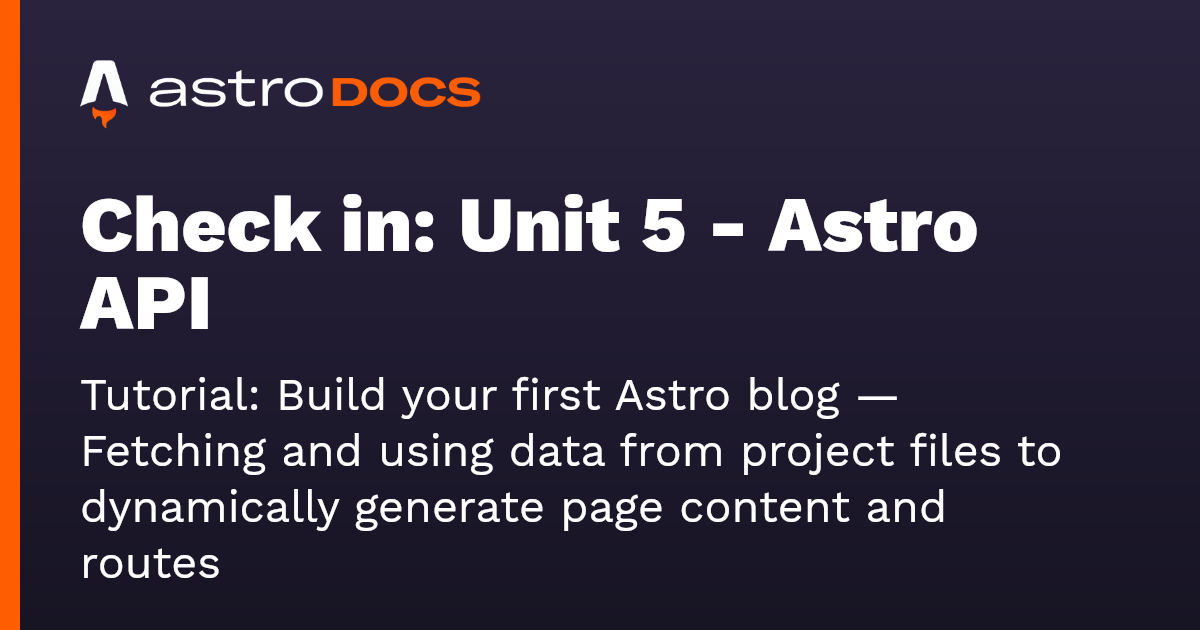 astro DOCS
Check in: Unit 5 - Astro
API
Tutorial: Build your first Astro blog —
Fetching and using data from project files to
dynamically generate page content and
routes